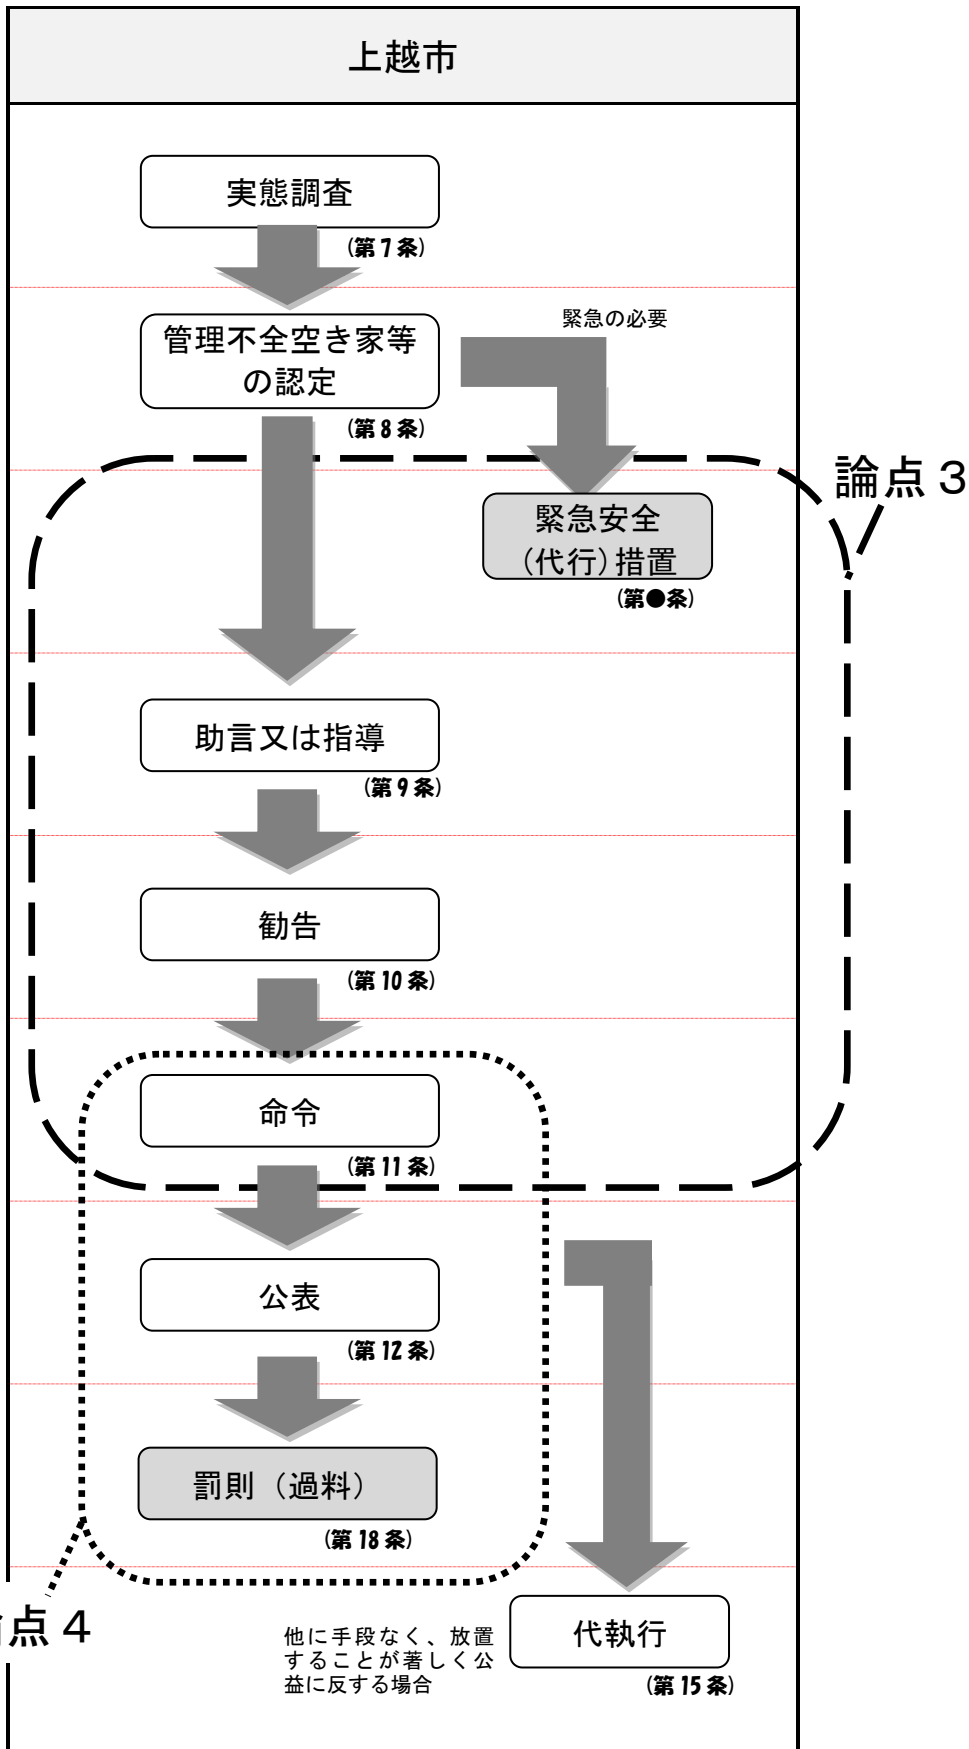 上越市
実態調査
(第7条)
管理不全空き家等
の認定
(第8条)
緊急の必要
論点3
緊急安全
(代行)措置
(第●条)
助言又は指導
(第9条)
勧告
(第10条)
命令
(第11条)
公表
(第12条)
罰則(過料)
(第18条)
点4
他に手段なく、放置
することが著しく公
益に反する場合
代執行
(第15条)